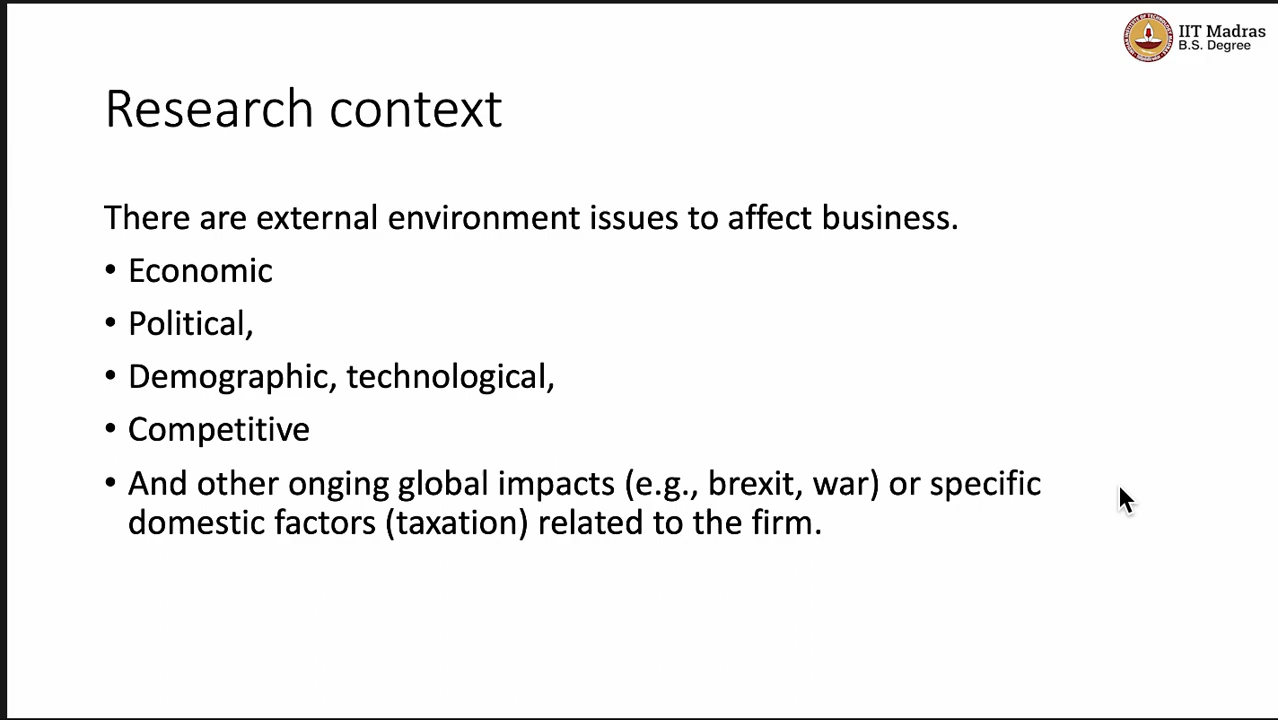 IIT Madras
B.S. Degree
Research context
There are external environment issues to affect business.
• Economic
• Political,
• Demographic, technological,
• Competitive
• And other onging global impacts (e.g., brexit, war) or specific
domestic factors (taxation) related to the firm.